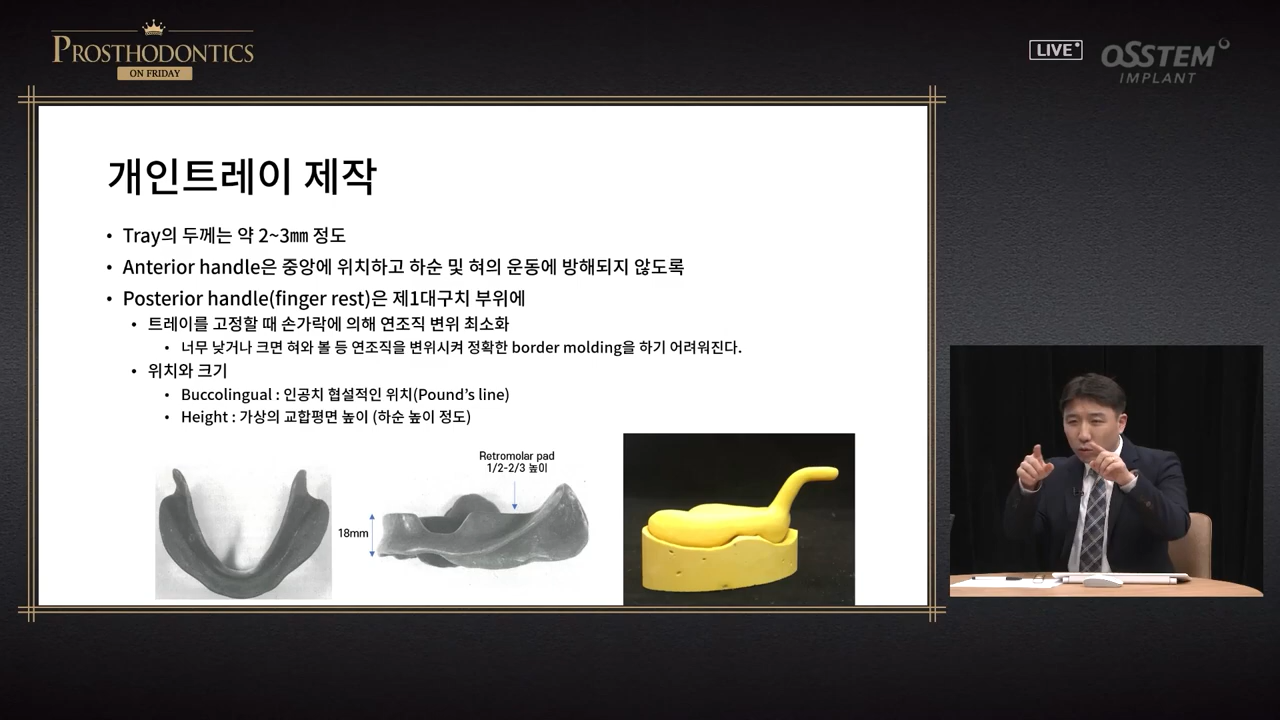 PROSTHODONTICS
ON FRIDAY
LIVE
OSSTEM
IMPLANT
개인트레이 제작
• Tray의 두께는 약 2~3㎜ 정도
• Anterior handle은 중앙에 위치하고 하순 및 혀의 운동에 방해되지 않도록
• Posterior handle(finger rest)은 제1대구치 부위에
• 트레이를 고정할 때 손가락에 의해 연조직 변위 최소화
• 너무 낮거나 크면 혀와 볼 등 연조직을 변위시켜 정확한 border molding을 하기 어려워진다.
• 위치와 크기
• Buccolingual : 인공치 협설적인 위치(Pound's line)
• Height : 가상의 교합평면 높이 (하순 높이 정도)
Retromolar pad
1/2-2/3 높이
18mm